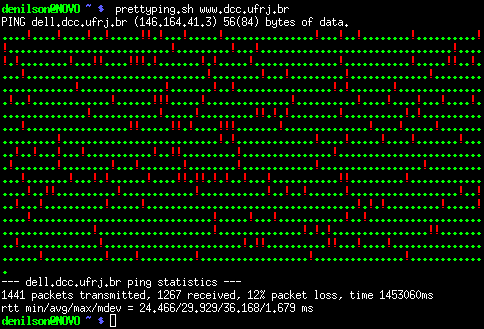 denilson@NOVO ~ $ prettyping.sh www.dcc.ufrj.br
PING dell.dcc.ufrj.br (146.164.41.3) 56(84) bytes of data.
--- dell.dcc.ufrj.br ping statistics ---
1441 packets transmitted, 1267 received, 12% packet loss, time 1453060ms
rtt min/avg/max/mdev = 24.466/29.929/36.168/1.679 ms
denilson@NOVO ~ $